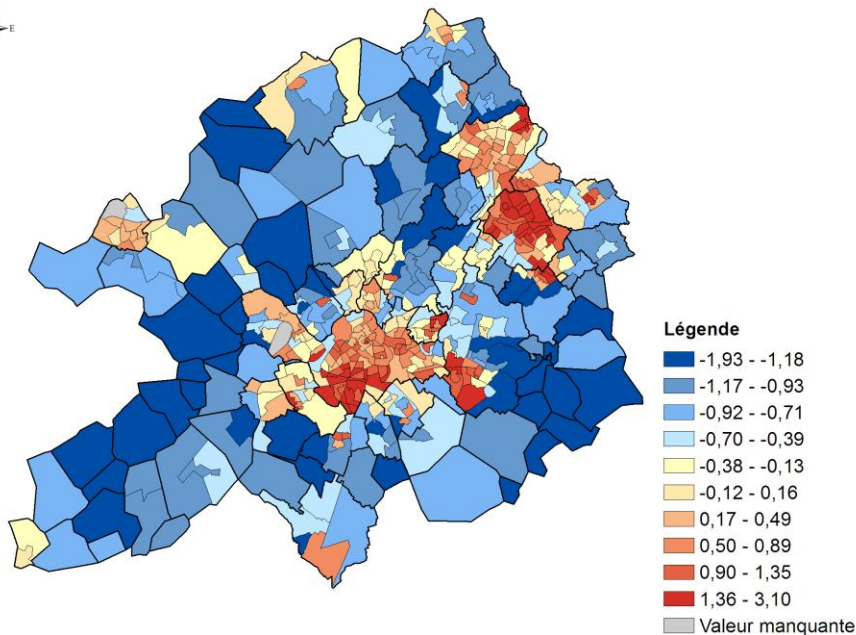 E
Légende
-1,93 - -1,18
-1,17 - -0,93
-0,92 - -0,71
-0,70 - -0,39
-0,38 - -0,13
-0,12 - 0,16
0,17 - 0,49
0,50 - 0,89
0,90 - 1,35
1,36 - 3,10
Valeur manquante